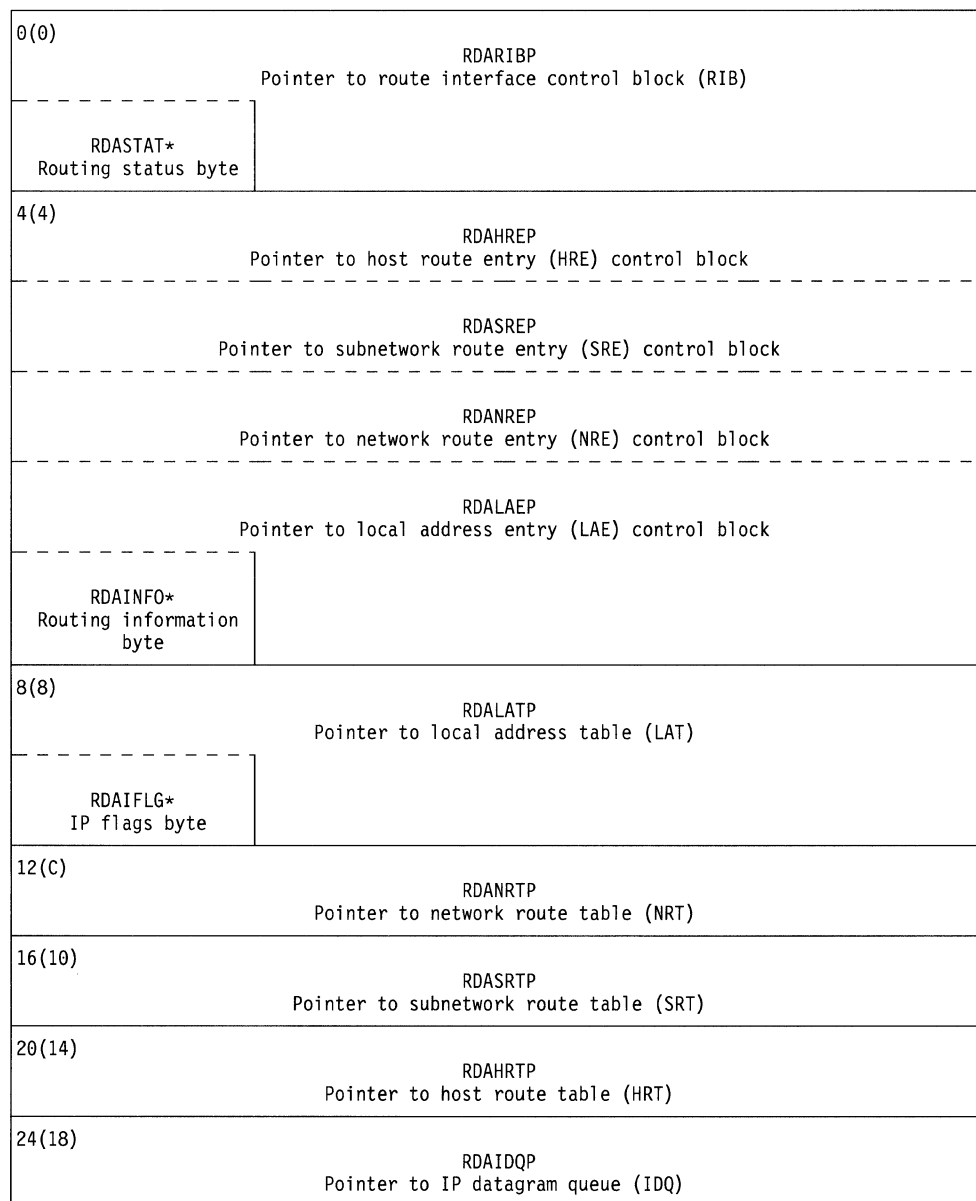 0(0)
RDARIBP
Pointer to route interface control block (RIB)
RDASTAT*
Routing status byte
4(4)
RDAHREP
Pointer to host route entry (HRE) control block
RDASREP
Pointer to subnetwork route entry (SRE) control block
RDANREP
Pointer to network route entry (NRE) control block
RDALAEP
Pointer to local address entry (LAE) control block
RDAINFO*
Routing information
byte
8(8)
RDALATP
Pointer to local address table (LAT)
RDAIFLG*
IP flags byte
12(C)
RDANRTP
Pointer to network route table (NRT)
16(10)
RDASRTP
Pointer to subnetwork route table (SRT)
20(14)
RDAHRTP
Pointer to host route table (HRT)
24(18)
RDAIDQP
Pointer to IP datagram queue (IDQ)